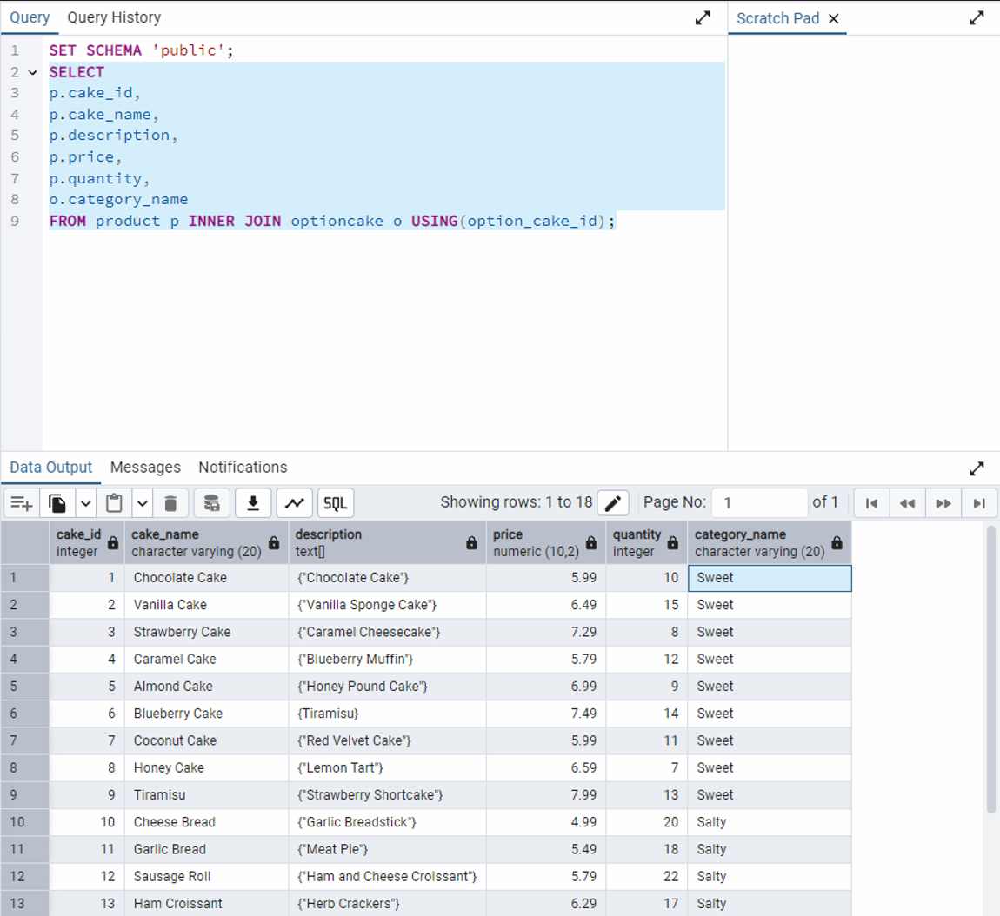 Query Query History Scratch Pad
1 SET SCHEMA 'public';
2 SELECT
3 p.cake_id,
4 p.cake_name,
5 p.description,
6 p.price,
7 p.quantity,
8 o.category_name
9 FROM product p INNER JOIN optioncake o USING(option_cake_id);
Data Output Messages Notifications
SQL Showing rows: 1 to 18 Page No: 1 of 1
cake_id cake_name description price quantity category_name
integer character varying (20) text[] numeric (10,2) integer character varying (20)
1 1 Chocolate Cake {"Chocolate Cake"} 5.99 10 Sweet
2 2 Vanilla Cake {"Vanilla Sponge Cake"} 6.49 15 Sweet
3 3 Strawberry Cake {"Caramel Cheesecake"} 7.29 8 Sweet
4 4 Caramel Cake {"Blueberry Muffin"} 5.79 12 Sweet
5 5 Almond Cake {"Honey Pound Cake"} 6.99 9 Sweet
6 6 Blueberry Cake {Tiramisu} 7.49 14 Sweet
7 7 Coconut Cake {"Red Velvet Cake"} 5.99 11 Sweet
8 8 Honey Cake {"Lemon Tart"} 6.59 7 Sweet
9 9 Tiramisu {"Strawberry Shortcake"} 7.99 13 Sweet
10 10 Cheese Bread {"Garlic Breadstick"} 4.99 20 Salty
11 11 Garlic Bread {"Meat Pie"} 5.49 18 Salty
12 12 Sausage Roll {"Ham and Cheese Croissant"} 5.79 22 Salty
13 13 Ham Croissant {"Herb Crackers"} 6.29 17 Salty